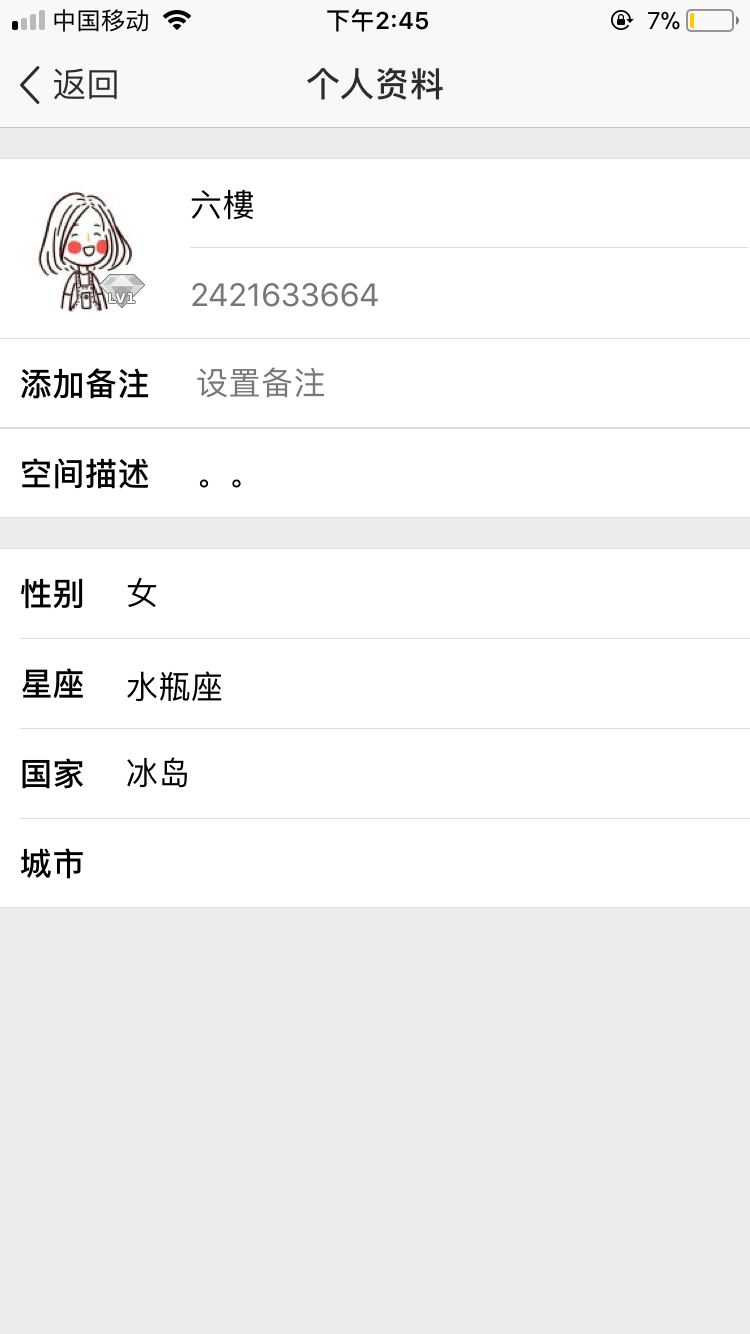 中国移动 下午2:45 7%
返回 个人资料
六樓
LV1
2421633664
添加备注 设置备注
空间描述 。。
性别 女
星座 水瓶座
国家 冰岛
城市